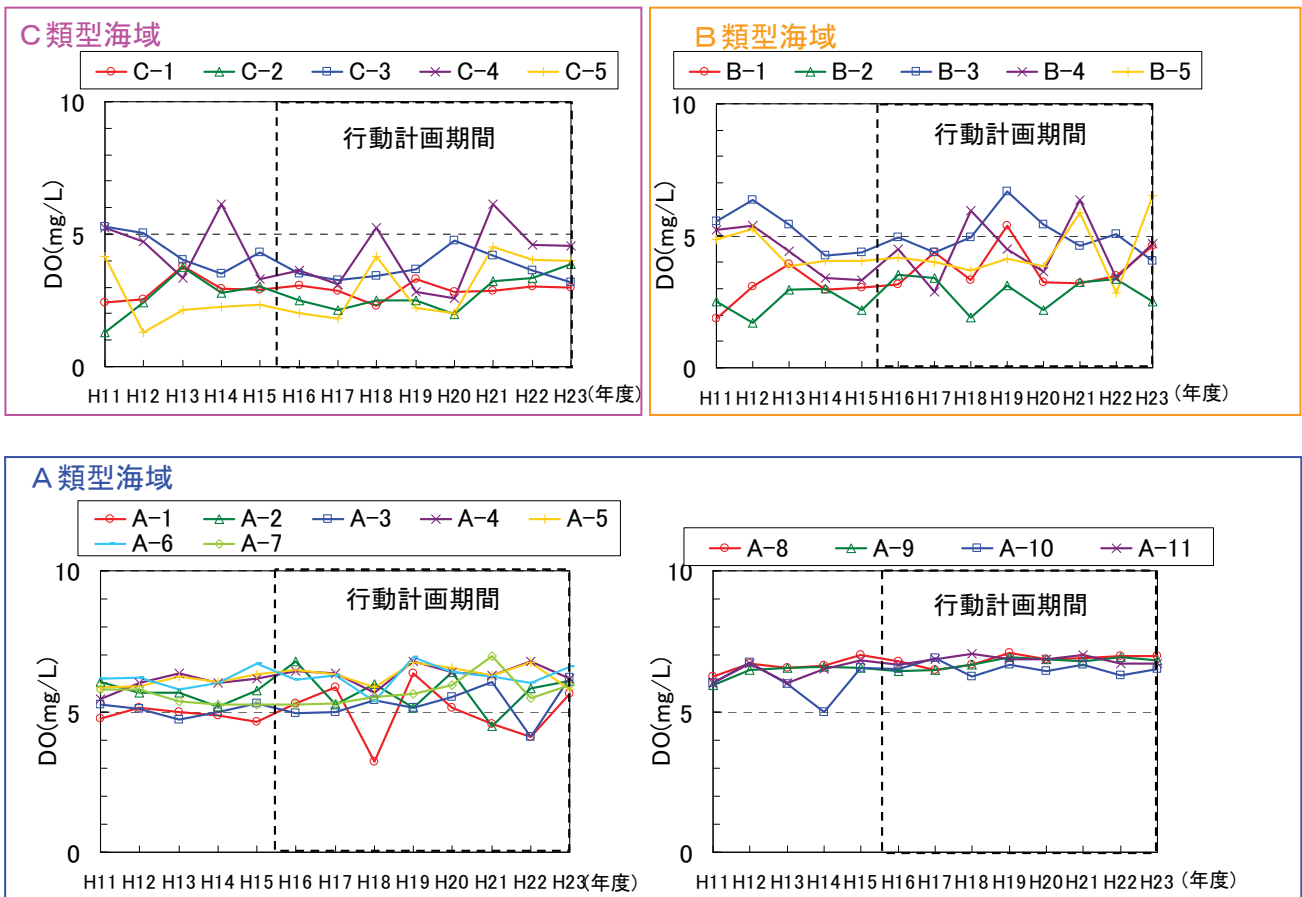 C類型海域
C-1 C-2 C-3 C-4 C-5
10
行動計画期間
DO(mg/L)
5
0
H11 H12 H13 H14 H15 H16 H17 H18 H19 H20 H21 H22 H23(年度)
B類型海域
B-1 B-2 B-3 B-4 B-5
10
行動計画期間
DO(mg/L)
5
0
H11 H12 H13 H14 H15 H16 H17 H18 H19 H20 H21 H22 H23 (年度)
A類型海域
A-1 A-2 A-3 A-4 A-5
A-6 A-7
10
行動計画期間
DO(mg/L)
5
0
H11 H12 H13 H14 H15 H16 H17 H18 H19 H20 H21 H22 H23(年度)
A-8 A-9 A-10 A-11
10
行動計画期間
DO(mg/L)
5
0
H11 H12 H13 H14 H15 H16 H17 H18 H19 H20 H21 H22 H23 (年度)